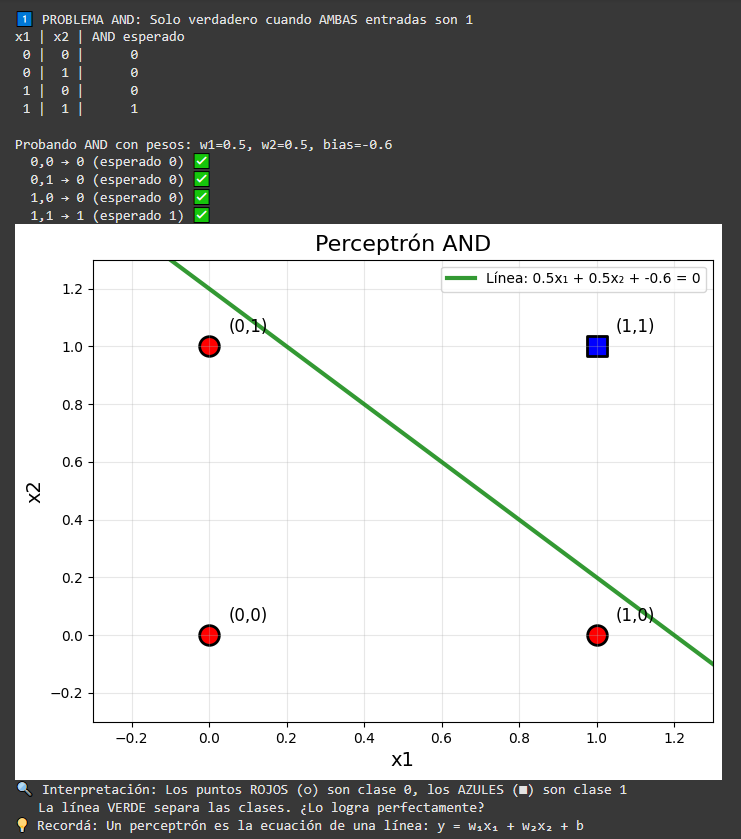 1️⃣ PROBLEMA AND: Solo verdadero cuando AMBAS entradas son 1
x1 | x2 | AND esperado
0 | 0 | 0
0 | 1 | 0
1 | 0 | 0
1 | 1 | 1
Probando AND con pesos: w1=0.5, w2=0.5, bias=-0.6
0,0 → 0 (esperado 0) ✅
0,1 → 0 (esperado 0) ✅
1,0 → 0 (esperado 0) ✅
1,1 → 1 (esperado 1) ✅
Perceptrón AND
Línea: 0.5x₁ + 0.5x₂ + -0.6 = 0
1.2
(0,1)
(1,1)
1.0
0.8
0.6
x2
0.4
0.2
(0,0)
(1,0)
0.0
−0.2
−0.2 0.0 0.2 0.4 0.6 0.8 1.0 1.2
x1
🔍 Interpretación: Los puntos ROJOS (○) son clase 0, los AZULES (■) son clase 1
La línea VERDE separa las clases. ¿Lo logra perfectamente?
💡 Recordá: Un perceptrón es la ecuación de una línea: y = w₁x₁ + w₂x₂ + b